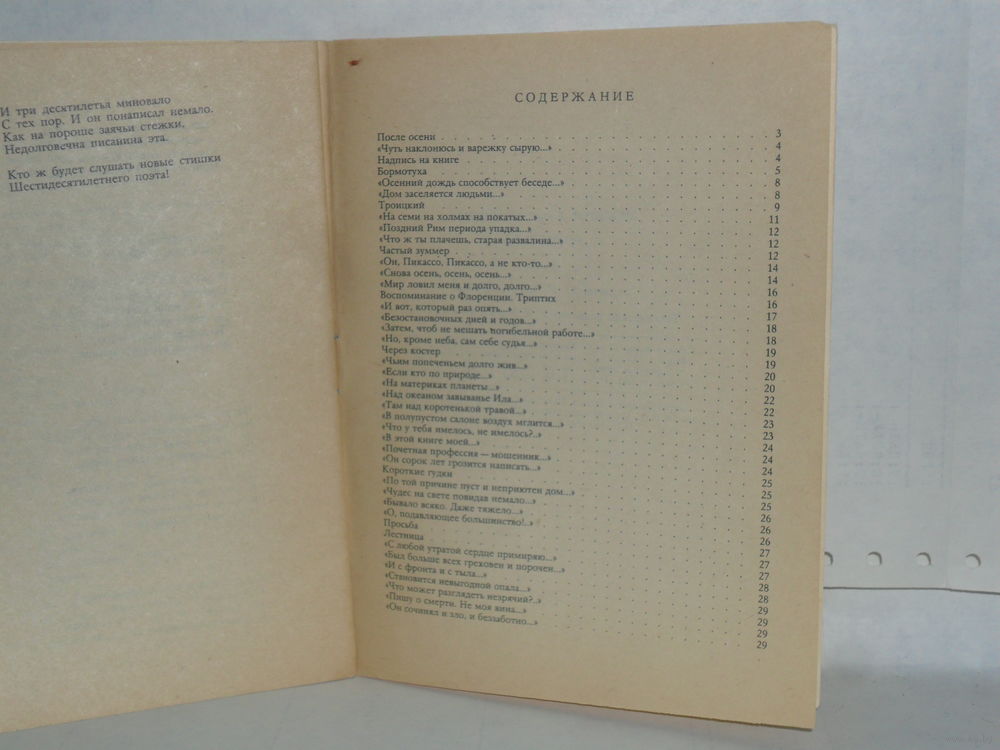 И три десятилетья миновало
С тех пор. И он понаписал немало.
Как на пороше заячьи стежки,
Недолговечна писанина эта.
Кто ж будет слушать новые стишки
Шестидесятилетнего поэта!
СОДЕРЖАНИЕ
После осени 3
«Чуть наклонюсь и варежку сырую...» 4
Надпись на книге 4
Бормотуха 5
«Осенний дождь способствует беседе...» 8
«Дом заселяется людьми...» 8
Троицкий 9
«На семи на холмах на покатых...» 11
«Поздний Рим периода упадка...» 12
«Что ж ты плачешь, старая развалина...» 12
Частый зуммер 12
«Он, Пикассо, Пикассо, а не кто-то...» 14
«Снова осень, осень, осень...» 14
«Мир ловил меня и долго, долго...» 16
Воспоминание о Флоренции. Триптих 16
«И вот, который раз опять...» 17
«Безостановочных дней и годов...» 18
«Затем, чтоб не мешать погибельной работе...» 18
«Но, кроме неба, сам себе судья...» 19
Через костер 19
«Чьим попеченьем долго жив...» 20
«Если кто по природе...» 20
«На материках планеты...» 22
«Над океаном завыванье Ила...» 22
«Там над коротенькой травой...» 23
«В полупустом салоне воздух мглится...» 23
«Что у тебя имелось, не имелось?..» 24
«В этой книге моей...» 24
«Почетная профессия — мошенник...» 24
«Он сорок лет грозится написать...» 25
Короткие гудки 25
«По той причине пуст и неприютен дом...» 25
«Чудес на свете повидав немало...» 26
«Бывало всяко. Даже тяжело...» 26
«О, подавляющее большинство!..» 26
Просьба 27
Лестница 27
«С любой утратой сердце примиряю...» 27
«Был больше всех греховен и порочен...» 28
«И с фронта и с тыла...» 28
«Становится невыгодной опала...» 29
«Что может разглядеть незрячий?..» 29
«Пишу о смерти. Не моя вина...» 29
«Он сочинял и зло, и беззаботно...» 29